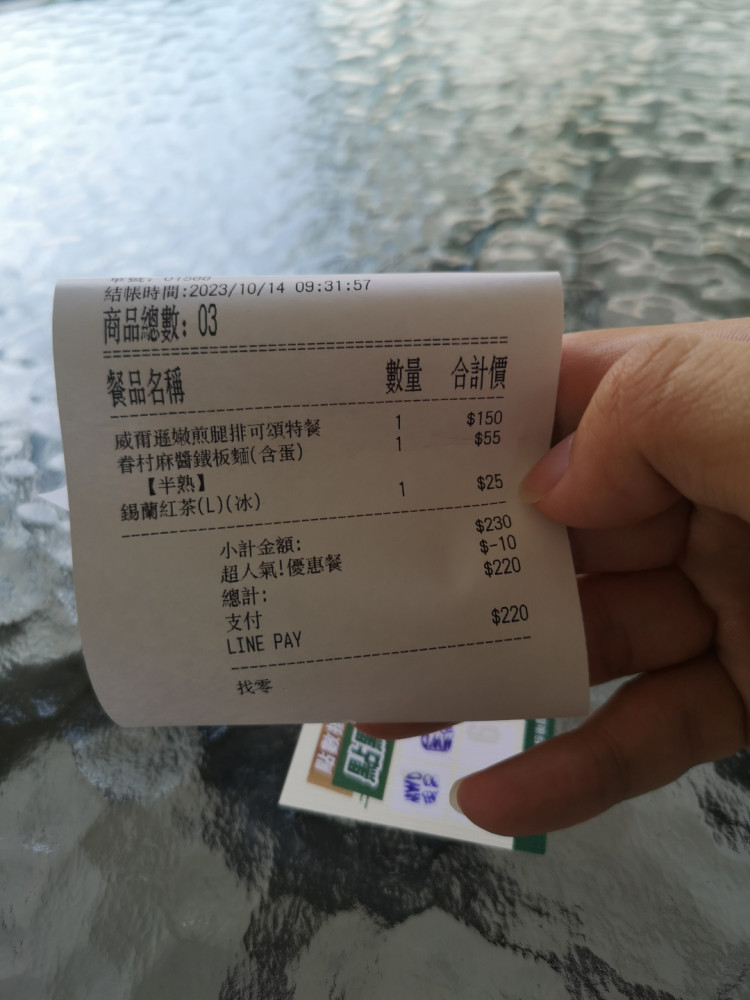 結帳時間:2023/10/14 09:31:57
商品總數: 03
餐品名稱 數量 合計價
威爾遜嫩煎腿排可頌特餐 1 $150
眷村麻醬鐵板麵(含蛋) 1 $55
【半熟】
錫蘭紅茶(L)(冰) 1 $25
小計金額: $230
超人氣!優惠餐 $-10
總計: $220
支付
LINE PAY $220
找零